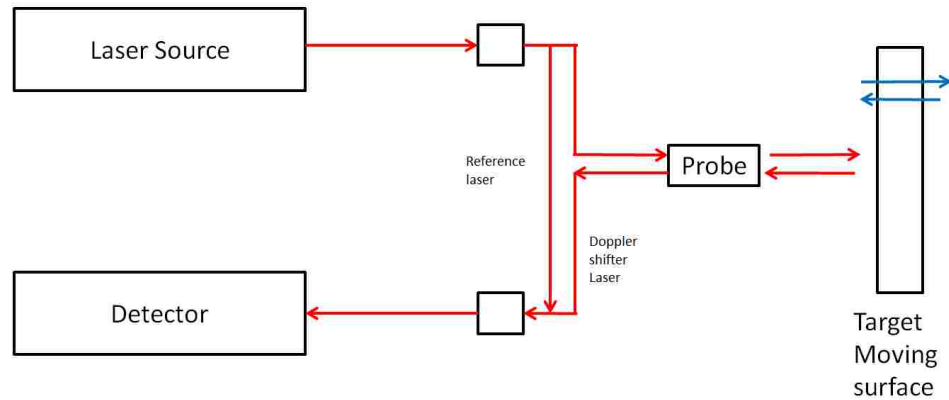 Laser Source
Reference
laser
Probe
Doppler
shifter
Laser
Detector
Target
Moving
surface